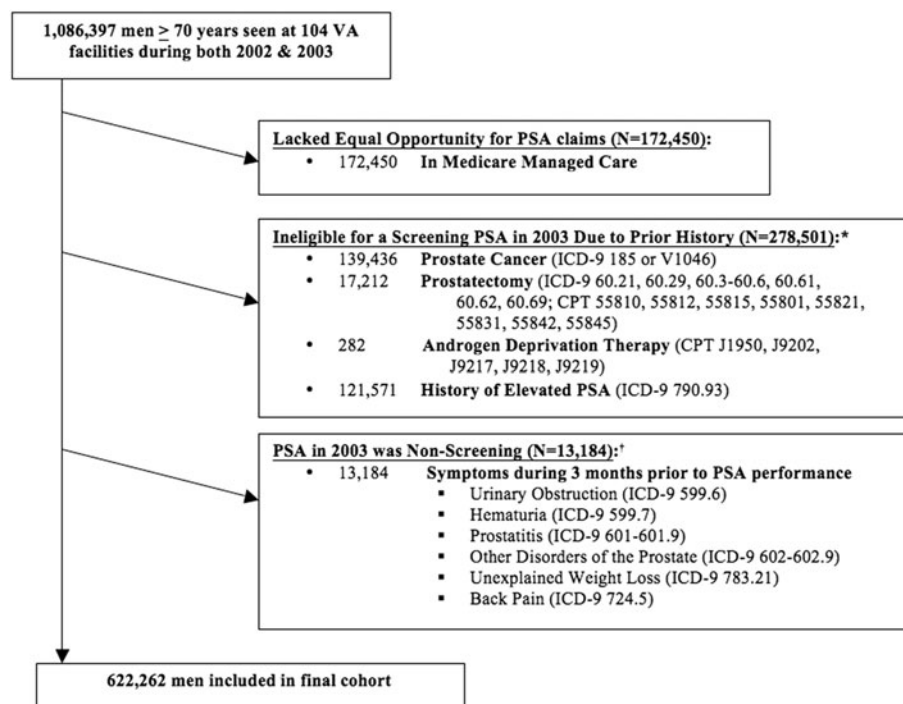 1,086,397 men ≥ 70 years seen at 104 VA
facilities during both 2002 & 2003
Lacked Equal Opportunity for PSA claims (N=172,450):
• 172,450 In Medicare Managed Care
Ineligible for a Screening PSA in 2003 Due to Prior History (N=278,501):*
• 139,436 Prostate Cancer (ICD-9 185 or V1046)
• 17,212 Prostatectomy (ICD-9 60.21, 60.29, 60.3-60.6, 60.61,
60.62, 60.69; CPT 55810, 55812, 55815, 55801, 55821,
55831, 55842, 55845)
• 282 Androgen Deprivation Therapy (CPT J1950, J9202,
J9217, J9218, J9219)
• 121,571 History of Elevated PSA (ICD-9 790.93)
PSA in 2003 was Non-Screening (N=13,184):†
• 13,184 Symptoms during 3 months prior to PSA performance
▪ Urinary Obstruction (ICD-9 599.6)
▪ Hematuria (ICD-9 599.7)
▪ Prostatitis (ICD-9 601-601.9)
▪ Other Disorders of the Prostate (ICD-9 602-602.9)
▪ Unexplained Weight Loss (ICD-9 783.21)
▪ Back Pain (ICD-9 724.5)
622,262 men included in final cohort